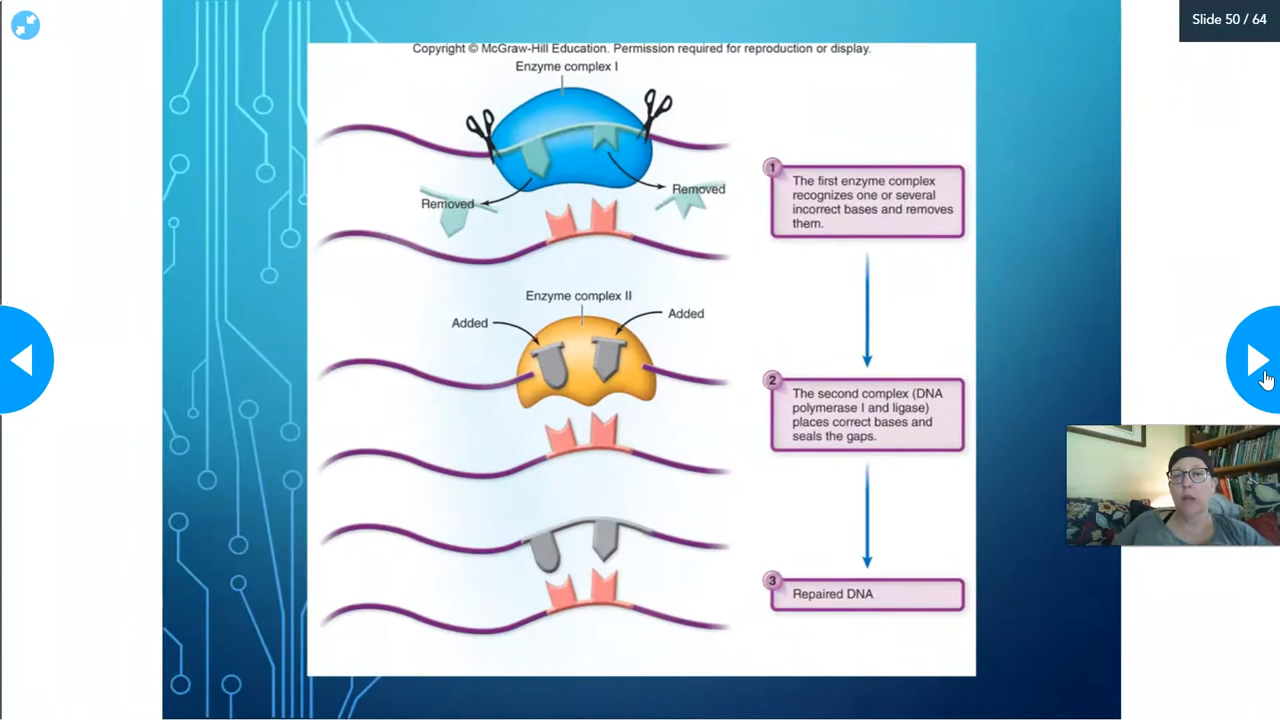 Slide 50 / 64
Copyright © McGraw-Hill Education. Permission required for reproduction or display.
Enzyme complex I
Removed
Removed
1
The first enzyme complex
recognizes one or several
incorrect bases and removes
them.
Enzyme complex II
Added
Added
2
The second complex (DNA
polymerase I and ligase)
places correct bases and
seals the gaps.
3
Repaired DNA